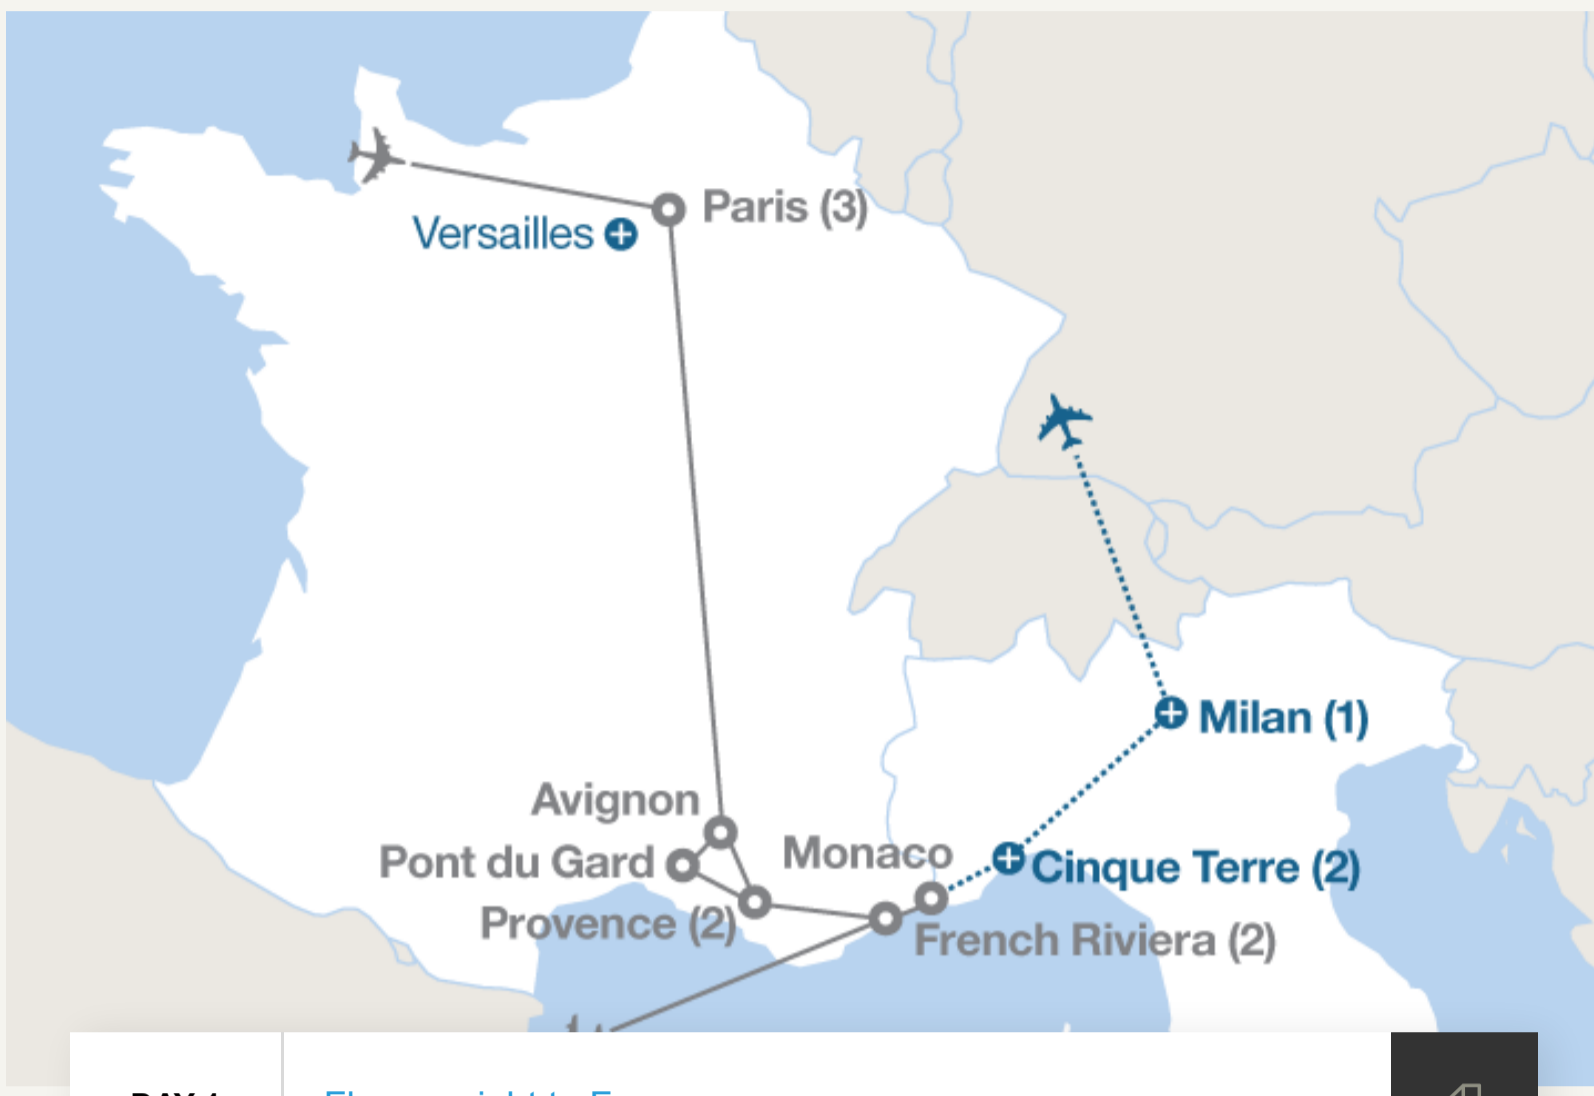 Paris (3)
Versailles
Milan (1)
Avignon
Monaco
Pont du Gard
Cinque Terre (2)
Provence (2)
French Riviera (2)